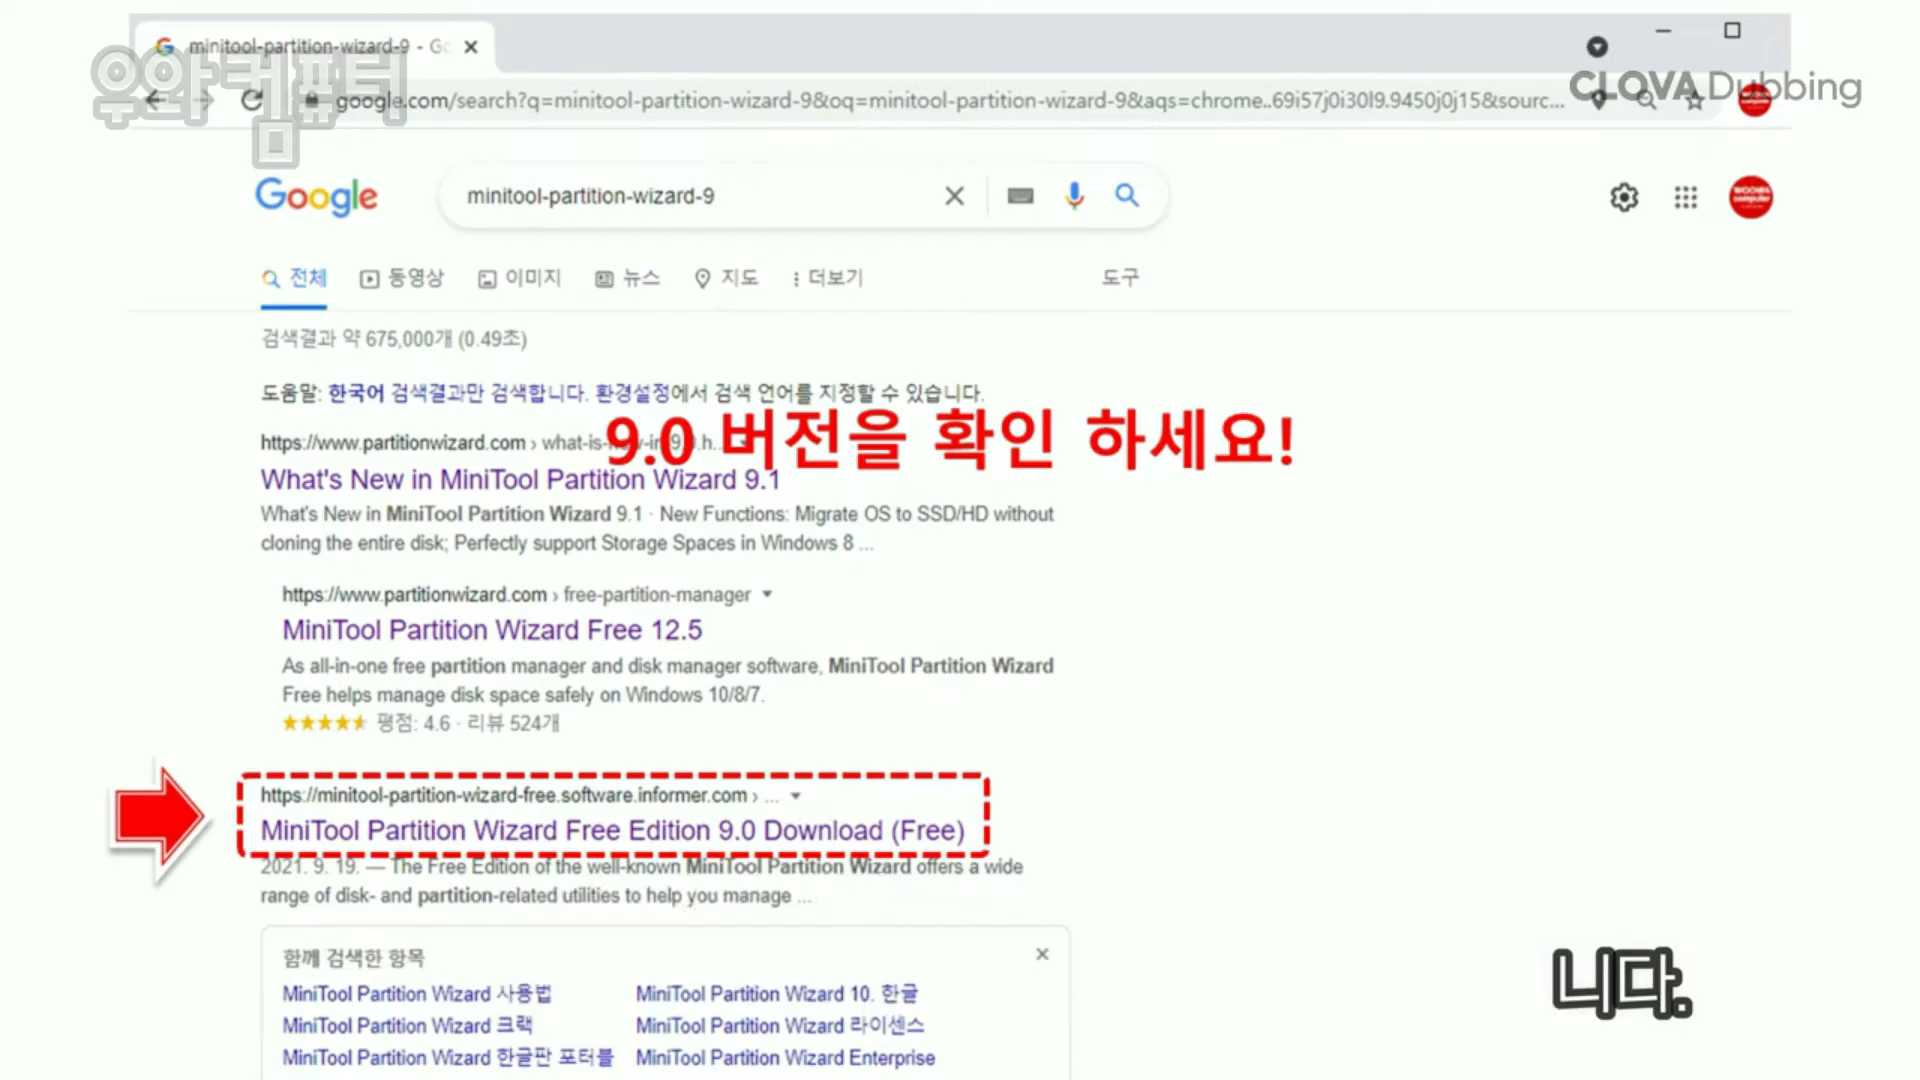 minitool-partition-wizard-9 - Go
우와컴퓨터
google.com/search?q=minitool-partition-wizard-9&oq=minitool-partition-wizard-9&aqs=chrome..69i57j0i30l9.9450j0j15&sourc...
CLOVA Dubbing
Google
minitool-partition-wizard-9
전체 동영상 이미지 뉴스 지도 더보기 도구
검색결과 약 675,000개 (0.49초)
도움말: 한국어 검색결과만 검색합니다. 환경설정에서 검색 언어를 지정할 수 있습니다.
9.0 버전을 확인 하세요!
https://www.partitionwizard.com › what-is-new-in-9.0.h...
What's New in MiniTool Partition Wizard 9.1
What's New in MiniTool Partition Wizard 9.1 · New Functions: Migrate OS to SSD/HD without
cloning the entire disk; Perfectly support Storage Spaces in Windows 8 ...
https://www.partitionwizard.com › free-partition-manager
MiniTool Partition Wizard Free 12.5
As all-in-one free partition manager and disk manager software, MiniTool Partition Wizard
Free helps manage disk space safely on Windows 10/8/7.
평점: 4.6 · 리뷰 524개
https://minitool-partition-wizard-free.software.informer.com › ...
MiniTool Partition Wizard Free Edition 9.0 Download (Free)
2021. 9. 19. — The Free Edition of the well-known MiniTool Partition Wizard offers a wide
range of disk- and partition-related utilities to help you manage ...
함께 검색한 항목
MiniTool Partition Wizard 사용법
MiniTool Partition Wizard 10. 한글
MiniTool Partition Wizard 크랙
MiniTool Partition Wizard 라이센스
MiniTool Partition Wizard 한글판 포터블
MiniTool Partition Wizard Enterprise
니다.